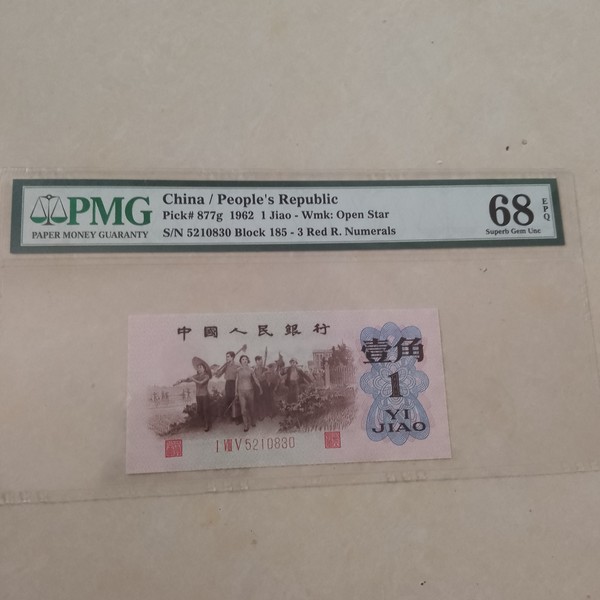 PMG
PAPER MONEY GUARANTY
China / People's Republic
Pick# 877g 1962 1 Jiao - Wmk: Open Star
S/N 5210830 Block 185 - 3 Red R. Numerals
68 EPQ
Superb Gem Unc
中國人民銀行
壹角
1
YI
JIAO
I VIII V 5210830